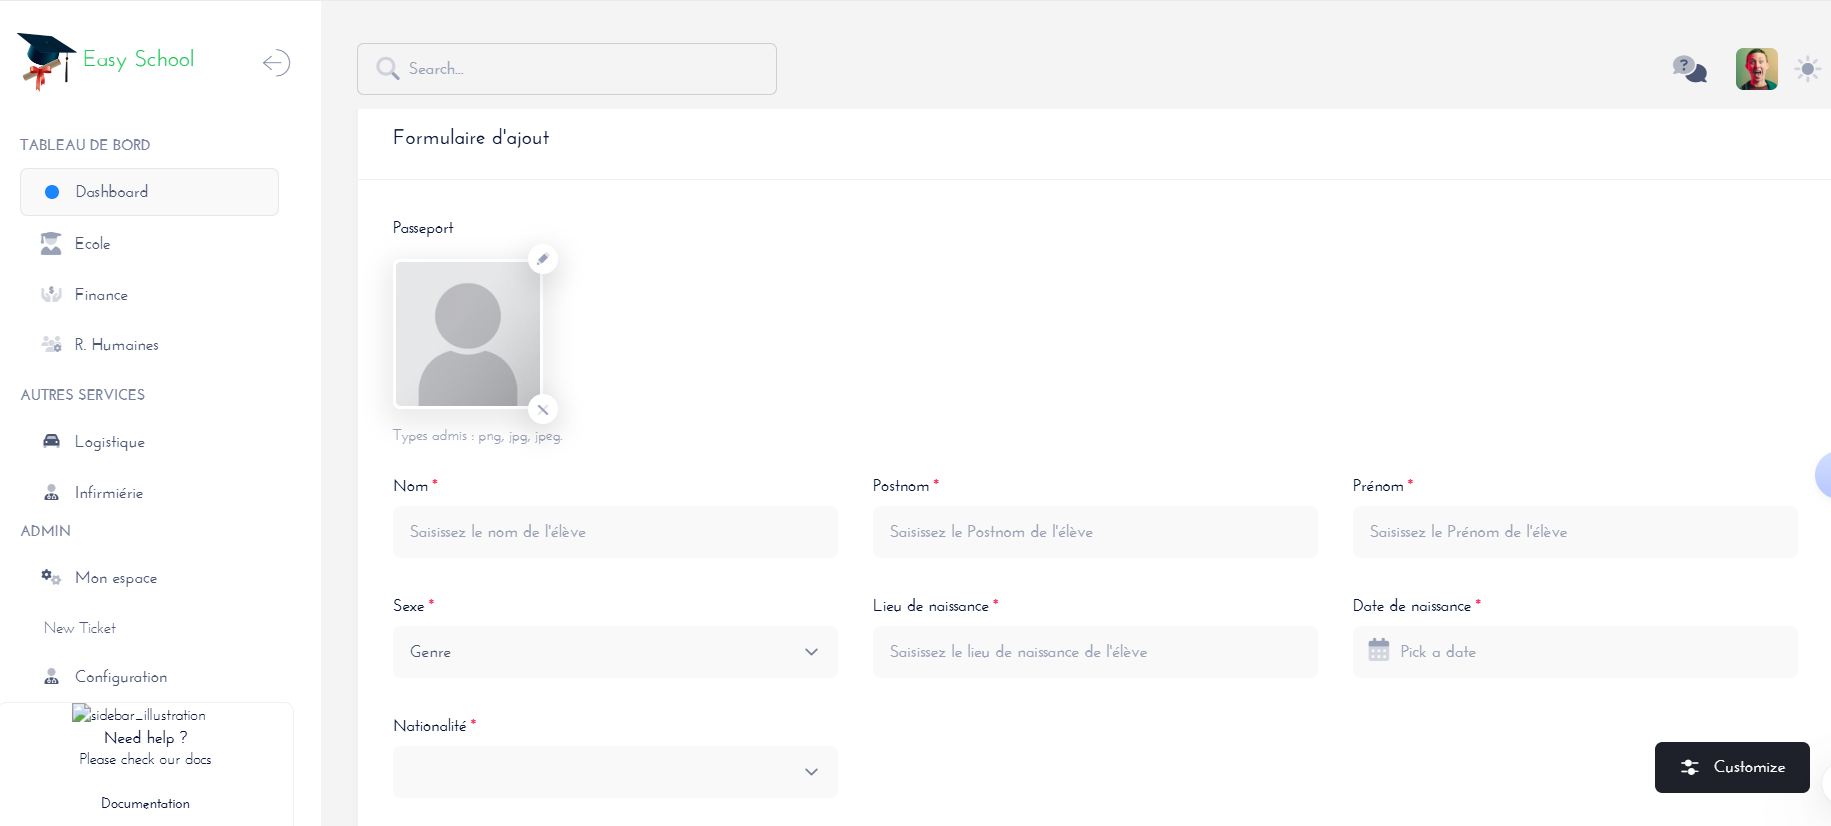 Easy School
Search...
TABLEAU DE BORD
Dashboard
Ecole
Finance
R. Humaines
AUTRES SERVICES
Logistique
Infirmiérie
ADMIN
Mon espace
New Ticket
Configuration
sidebar_illustration
Need help ?
Please check our docs
Documentation
Formulaire d'ajout
Passeport
Types admis : png, jpg, jpeg.
Nom * Postnom * Prénom *
Saisissez le nom de l'élève Saisissez le Postnom de l'élève Saisissez le Prénom de l'élève
Sexe * Lieu de naissance * Date de naissance *
Genre Saisissez le lieu de naissance de l'élève Pick a date
Nationalité *
Customize